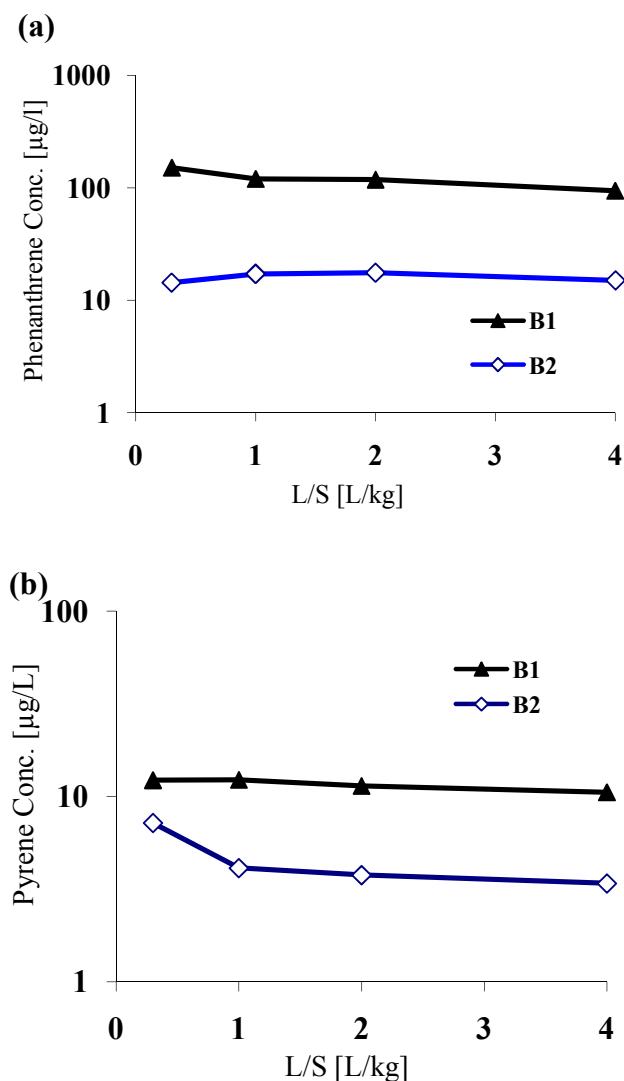 (a)
Phenanthrene Conc. [µg/l]
1000
100
10
1
0 1 2 3 4
L/S [L/kg]
B1
B2
(b)
Pyrene Conc. [µg/L]
100
10
1
0 1 2 3 4
L/S [L/kg]
B1
B2